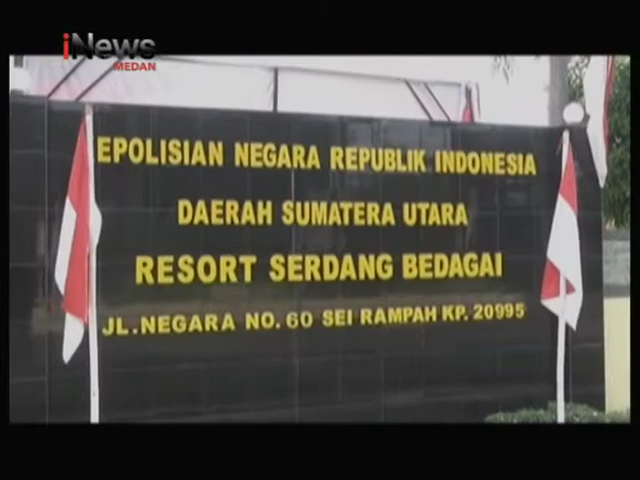 iNews
MEDAN
EPOLISIAN NEGARA REPUBLIK INDONESIA
DAERAH SUMATERA UTARA
RESORT SERDANG BEDAGAI
JL.NEGARA NO.60 SEI RAMPAH KP.20995